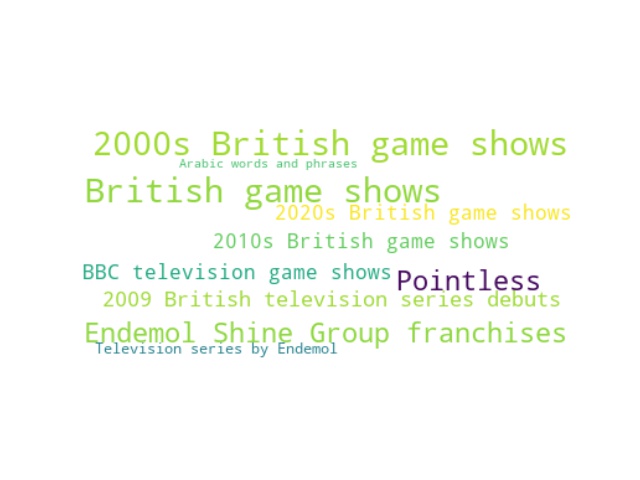 2000s British game shows
Arabic words and phrases
British game shows
2020s British game shows
2010s British game shows
BBC television game shows
Pointless
2009 British television series debuts
Endemol Shine Group franchises
Television series by Endemol